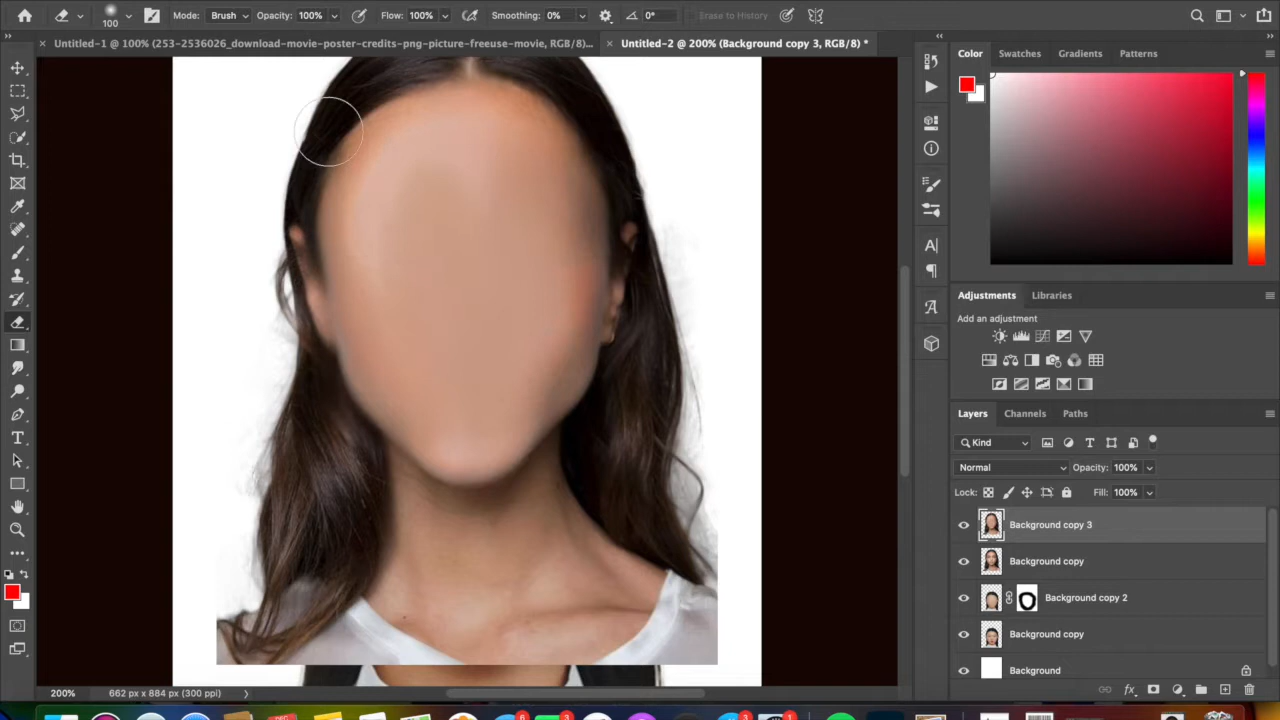 100 Mode: Brush Opacity: 100% Flow: 100% Smoothing: 0% 0° Erase to History
Untitled-1 @ 100% (253-2536026_download-movie-poster-credits-png-picture-freeuse-movie, RGB/8)...
Untitled-2 @ 200% (Background copy 3, RGB/8) *
Color Swatches Gradients Patterns
Adjustments Libraries
Add an adjustment
Layers Channels Paths
Kind
Normal Opacity: 100%
Lock: Fill: 100%
Background copy 3
Background copy
Background copy 2
Background copy
Background
200% 662 px x 884 px (300 ppi)